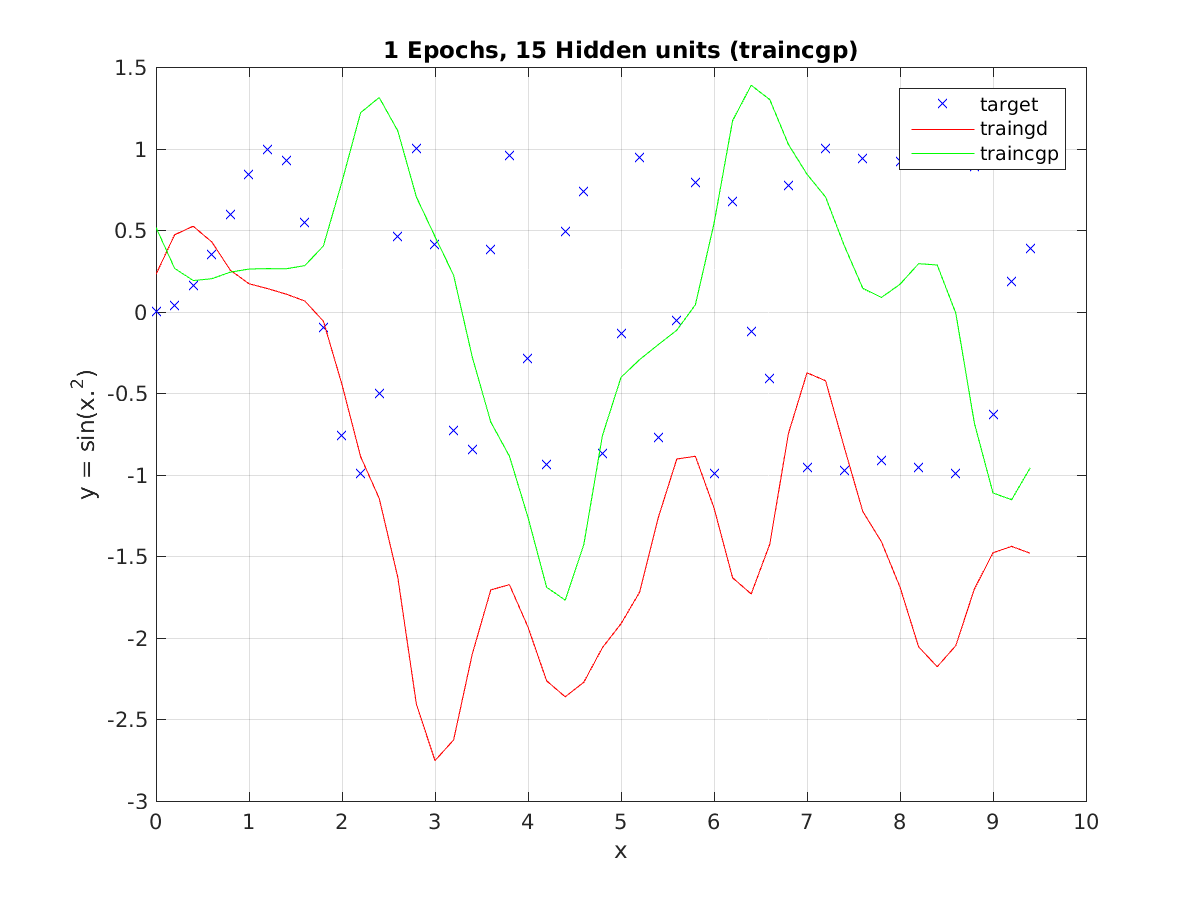 1 Epochs, 15 Hidden units (traincgp)
1.5
1
0.5
0
-0.5
-1
-1.5
-2
-2.5
-3
y = sin(x.²)
target
traingd
traincgp
0 1 2 3 4 5 6 7 8 9 10
x